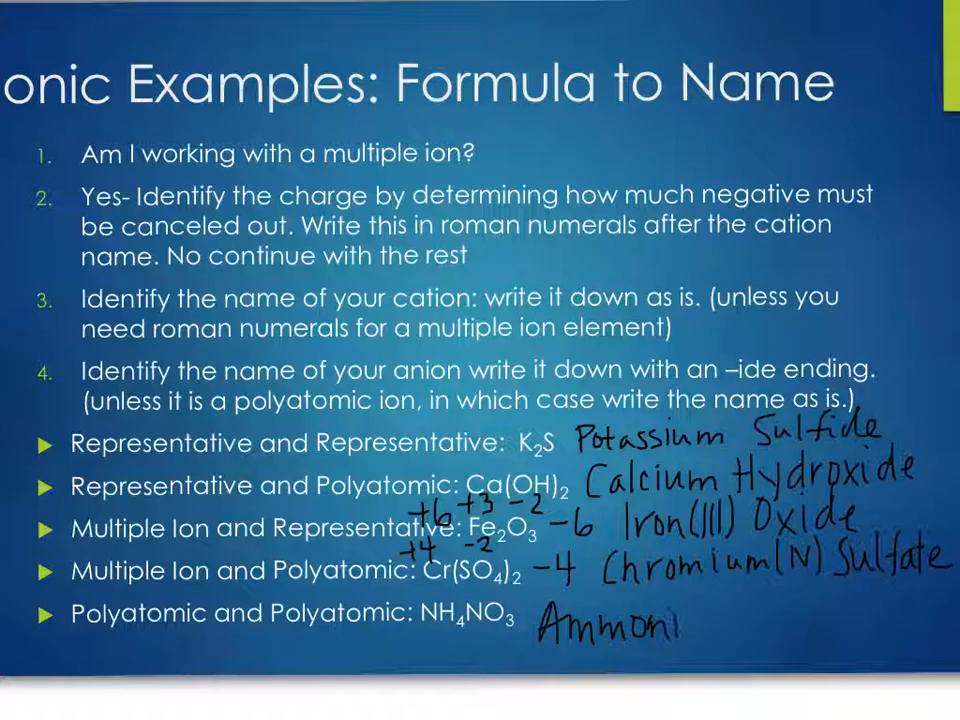 onic Examples: Formula to Name
1. Am I working with a multiple ion?
2. Yes- Identify the charge by determining how much negative must
be canceled out. Write this in roman numerals after the cation
name. No continue with the rest
3. Identify the name of your cation: write it down as is. (unless you
need roman numerals for a multiple ion element)
4. Identify the name of your anion write it down with an –ide ending.
(unless it is a polyatomic ion, in which case write the name as is.)
Representative and Representative: K₂S Potassium Sulfide
Representative and Polyatomic: Ca(OH)₂ Calcium Hydroxide
+6 +3 -2
Multiple Ion and Representative: Fe₂O₃ -6 Iron(III) Oxide
+4 -2
Multiple Ion and Polyatomic: Cr(SO₄)₂ -4 Chromium(IV) Sulfate
Polyatomic and Polyatomic: NH₄NO₃ Ammoni